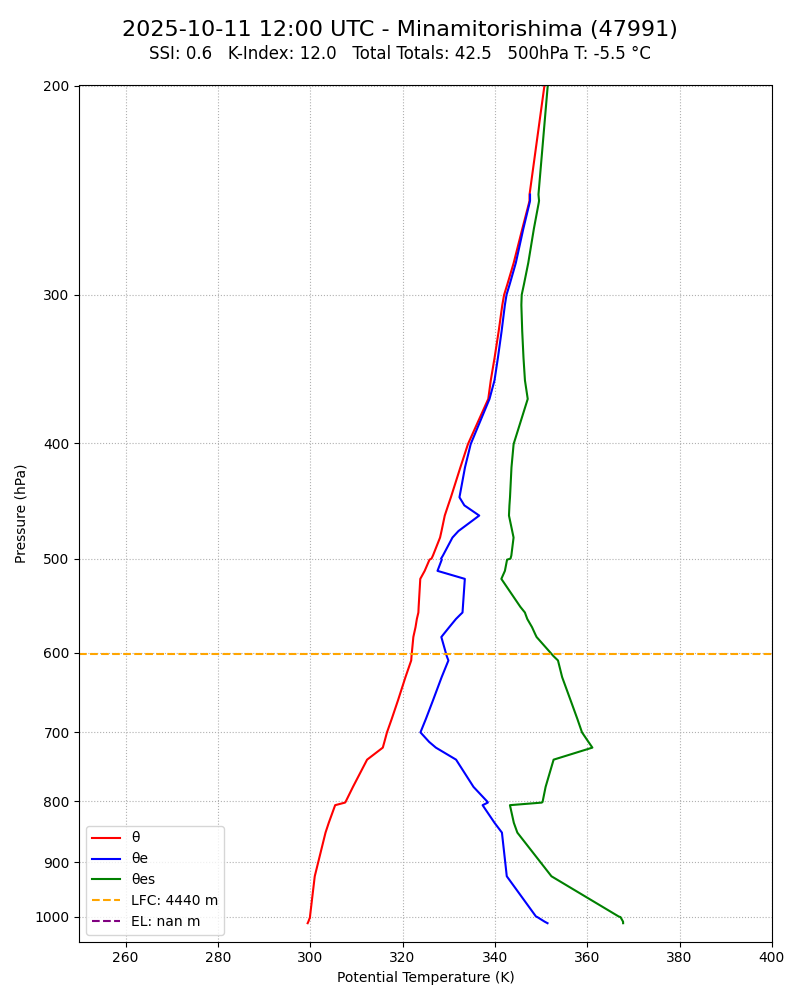 2025-10-11 12:00 UTC - Minamitorishima (47991)
SSI: 0.6   K-Index: 12.0   Total Totals: 42.5   500hPa T: -5.5 °C
200
300
400
500
600
700
800
900
1000
Pressure (hPa)
θ
θe
θes
LFC: 4440 m
EL: nan m
260 280 300 320 340 360 380 400
Potential Temperature (K)